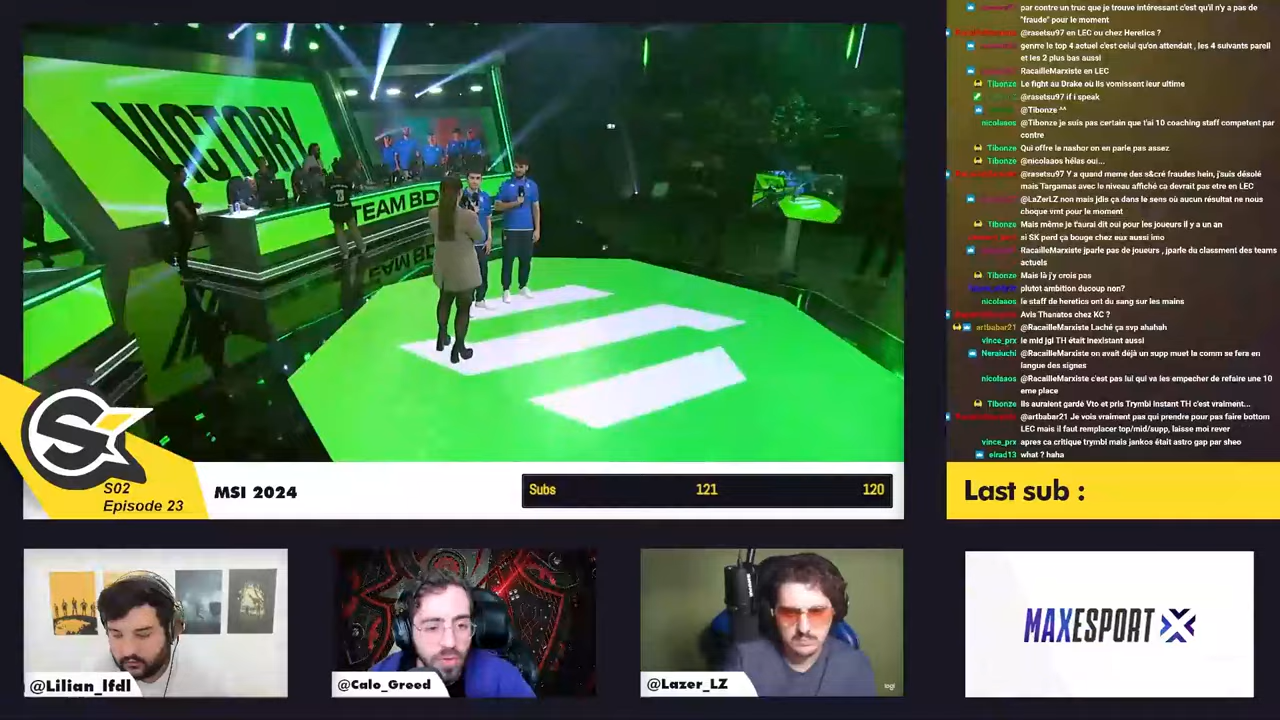 VICTORY
TEAM BD
S02
Episode 23
MSI 2024
Subs 121 120
Last sub :
@Lilian_lfdl
@Calo_Greed
@Lazer_LZ
logi
MAXESPORT
par contre un truc que je trouve intéressant c'est qu'il n'y a pas de
"fraude" pour le moment
@rasetsu97 en LEC ou chez Heretics ?
genrre le top 4 actuel c'est celui qu'on attendait , les 4 suivants pareil
et les 2 plus bas aussi
RacailleMarxiste en LEC
Tibonze Le fight au Drake où ils vomissent leur ultime
@rasetsu97 if i speak
@Tibonze ^^
nicolaaos @Tibonze je suis pas certain que t'ai 10 coaching staff competent par
contre
Tibonze Qui offre le nashor on en parle pas assez
Tibonze @nicolaaos hélas oui...
@rasetsu97 Y a quand meme des s&cré fraudes hein, j'suis désolé
mais Targamas avec le niveau affiché ca devrait pas etre en LEC
@LaZerLZ non mais jdis ça dans le sens où aucun résultat ne nous
choque vmt pour le moment
Tibonze Mais même je t'aurai dit oui pour les joueurs il y a un an
si SK perd ça bouge chez eux aussi imo
RacailleMarxiste jparle pas de joueurs , jparle du classment des teams
actuels
Tibonze Mais là j'y crois pas
plutot ambition ducoup non?
nicolaaos le staff de heretics ont du sang sur les mains
Avis Thanatos chez KC ?
artbabar21 @RacailleMarxiste Laché ça svp ahahah
vince_prx le mid jgl TH était inexistant aussi
Neraiuchi @RacailleMarxiste on avait déjà un supp muet la comm se fera en
langue des signes
nicolaaos @RacailleMarxiste c'est pas lui qui va les empecher de refaire une 10
eme place
Tibonze Ils auraient gardé Vto et pris Trymbi instant TH c'est vraiment...
@artbabar21 Je vois vraiment pas qui prendre pour pas faire bottom
LEC mais il faut remplacer top/mid/supp, laisse moi rever
vince_prx apres ca critique trymbi mais jankos était astro gap par sheo
elrad13 what ? haha